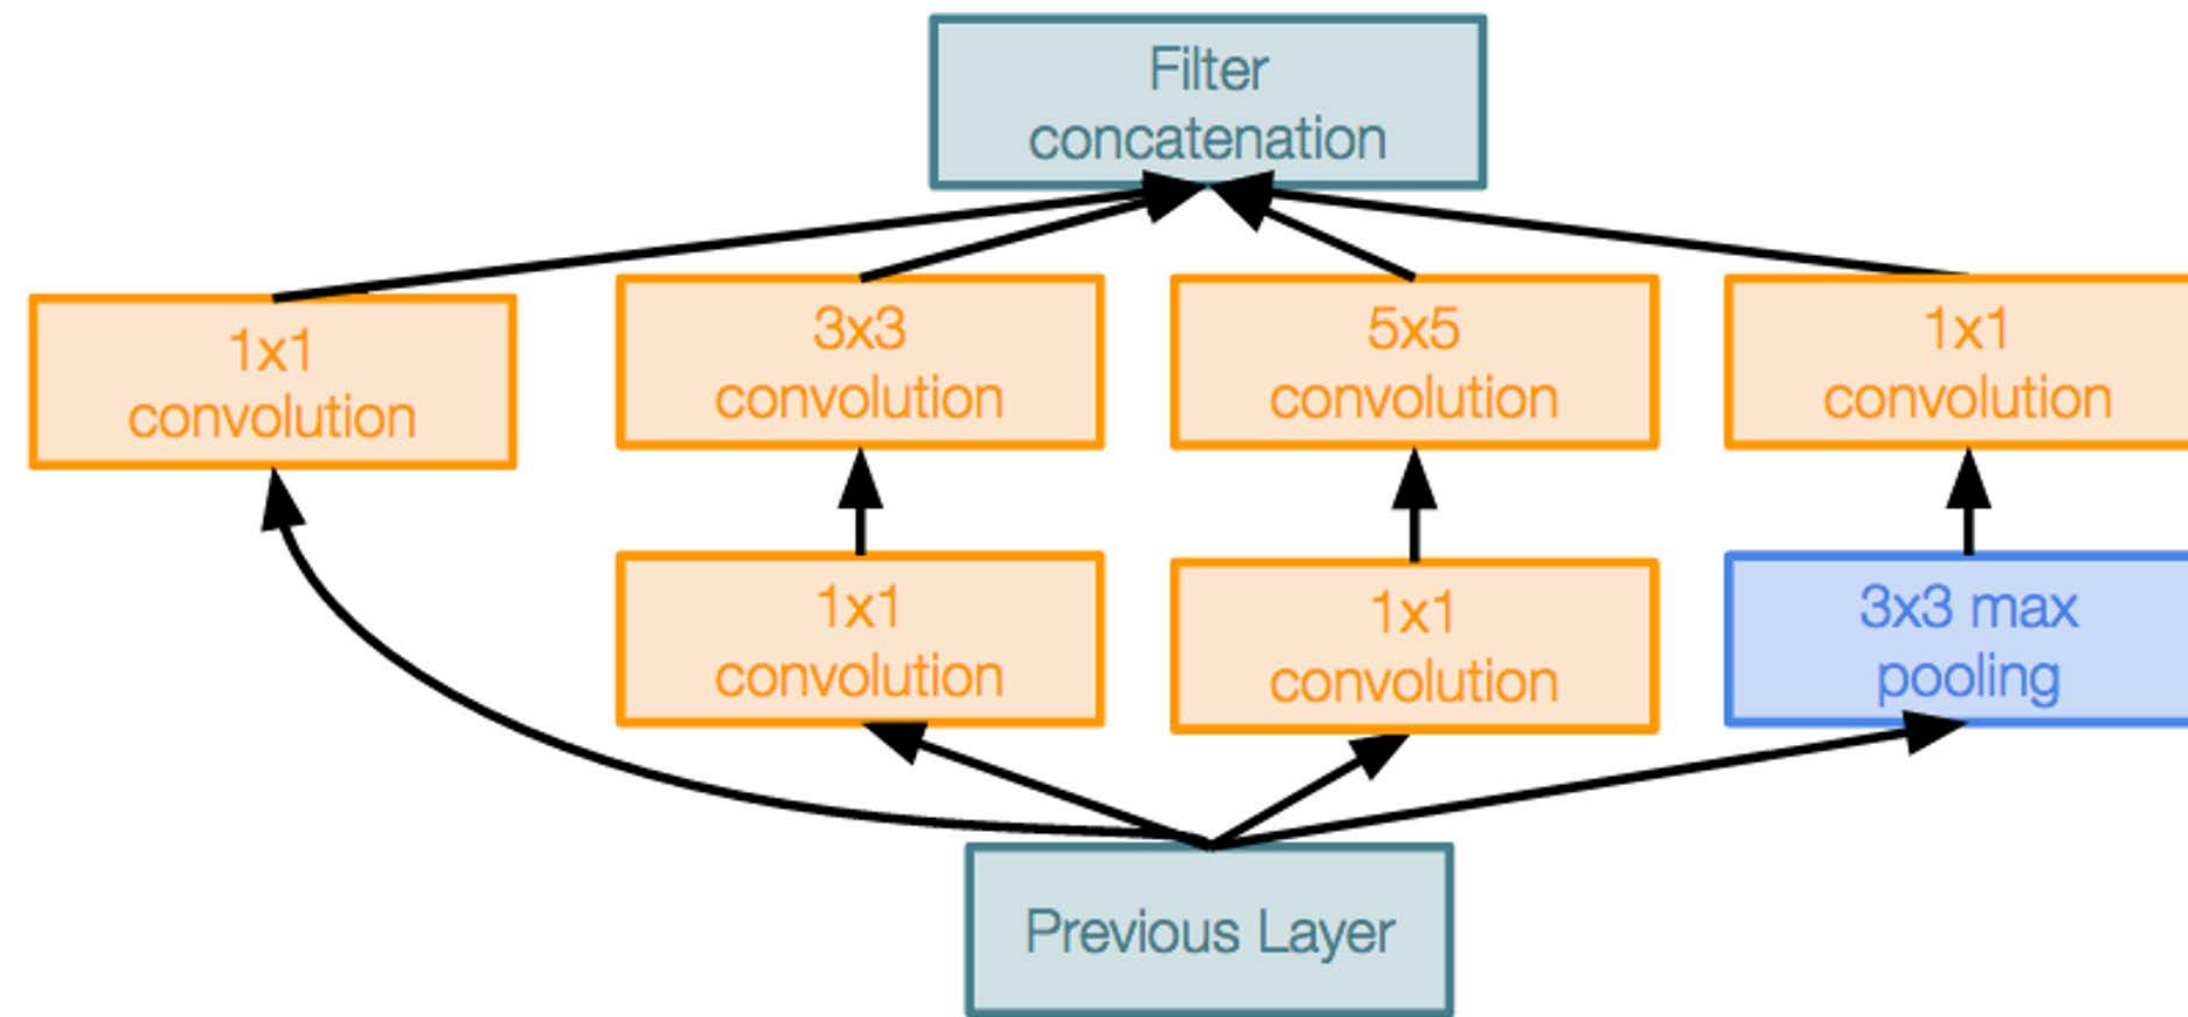 Filter
concatenation
1x1
convolution
3x3
convolution
5x5
convolution
1x1
convolution
1x1
convolution
1x1
convolution
3x3 max
pooling
Previous Layer